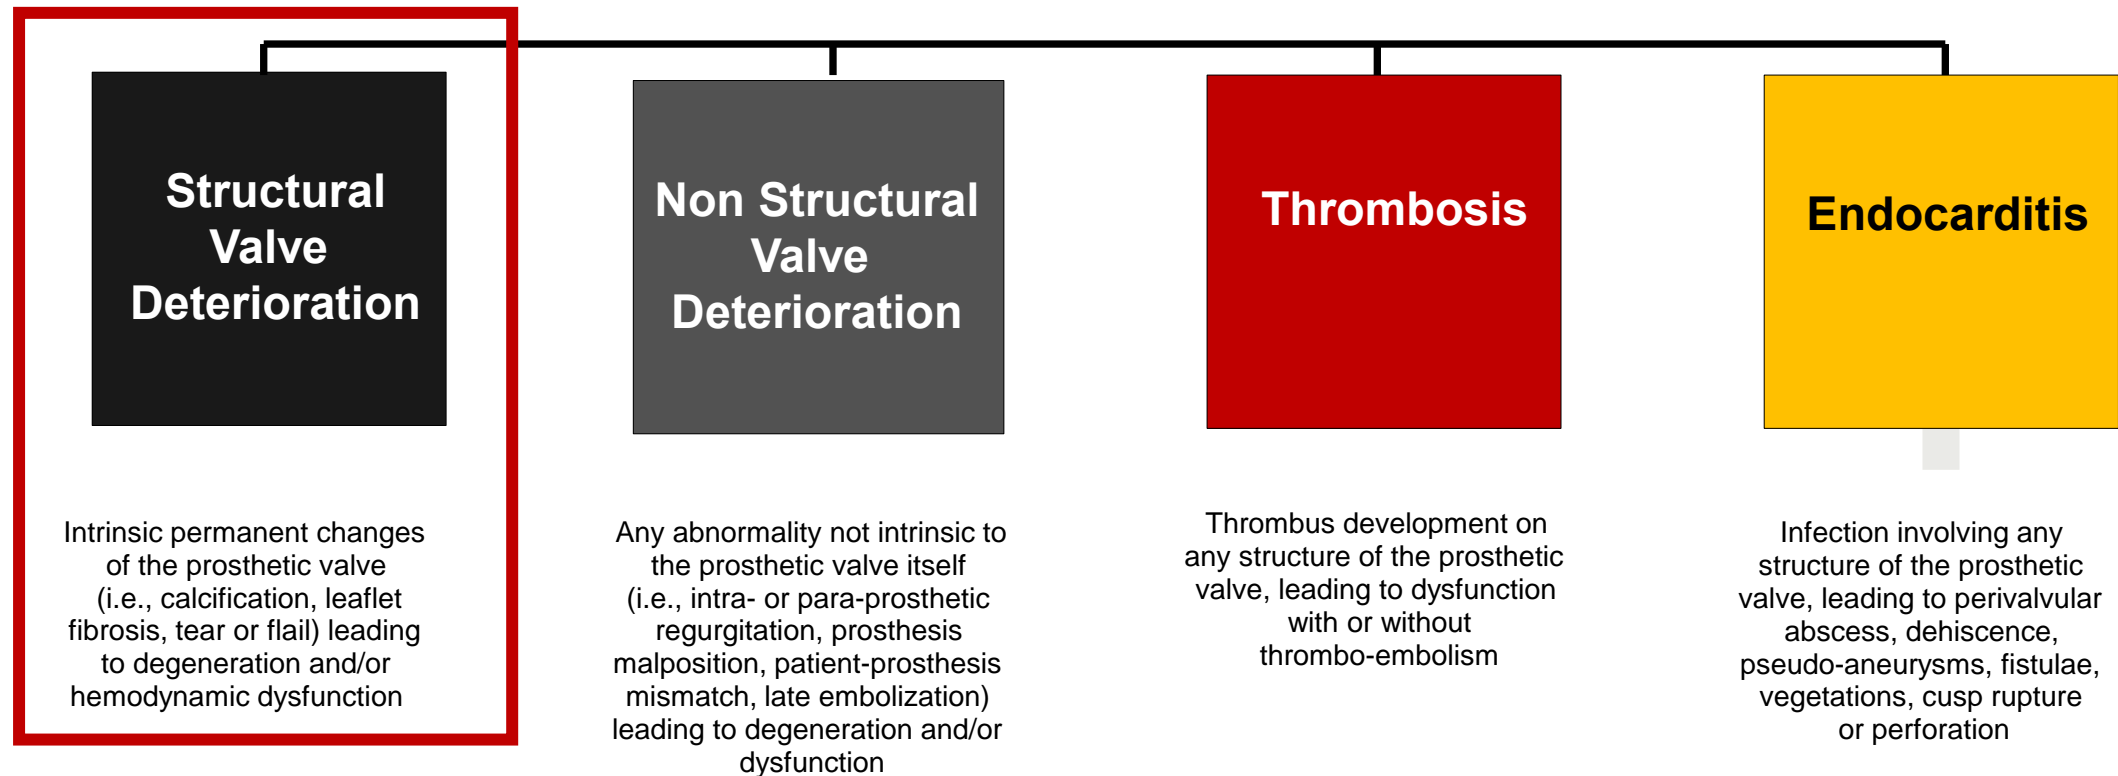 Structural
Valve
Deterioration
Non Structural
Valve
Deterioration
Thrombosis
Endocarditis
Intrinsic permanent changes
of the prosthetic valve
(i.e., calcification, leaflet
fibrosis, tear or flail) leading
to degeneration and/or
hemodynamic dysfunction
Any abnormality not intrinsic to
the prosthetic valve itself
(i.e., intra- or para-prosthetic
regurgitation, prosthesis
malposition, patient-prosthesis
mismatch, late embolization)
leading to degeneration and/or
dysfunction
Thrombus development on
any structure of the prosthetic
valve, leading to dysfunction
with or without
thrombo-embolism
Infection involving any
structure of the prosthetic
valve, leading to perivalvular
abscess, dehiscence,
pseudo-aneurysms, fistulae,
vegetations, cusp rupture
or perforation